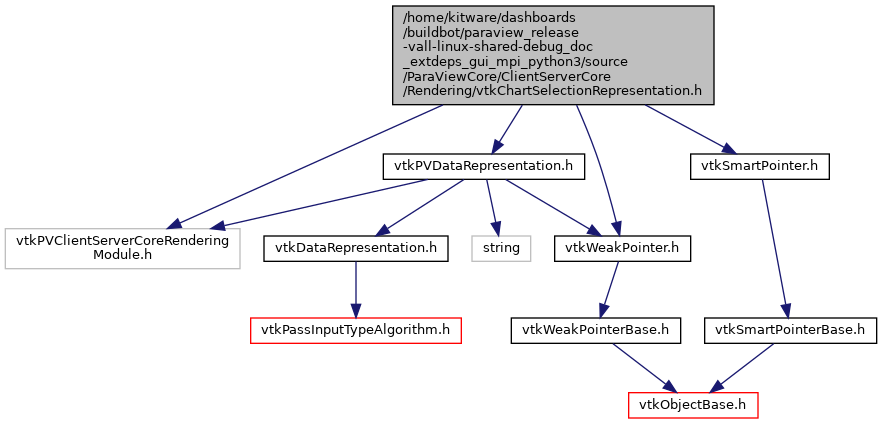 /home/kitware/dashboards
/buildbot/paraview_release
-vall-linux-shared-debug_doc
_extdeps_gui_mpi_python3/source
/ParaViewCore/ClientServerCore
/Rendering/vtkChartSelectionRepresentation.h
vtkPVDataRepresentation.h
vtkSmartPointer.h
vtkPVClientServerCoreRendering
Module.h
vtkDataRepresentation.h
string
vtkWeakPointer.h
vtkPassInputTypeAlgorithm.h
vtkWeakPointerBase.h
vtkSmartPointerBase.h
vtkObjectBase.h